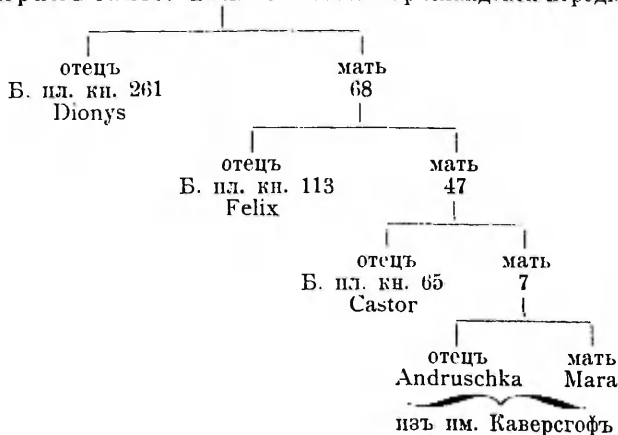 отецъ мать
Б. пл. кн. 261 68
Dionys
отецъ мать
Б. пл. кн. 113 47
Felix
отецъ мать
Б. пл. кн. 65 7
Castor
отецъ мать
Andruschka Mara
изъ им. Каверсгофъ